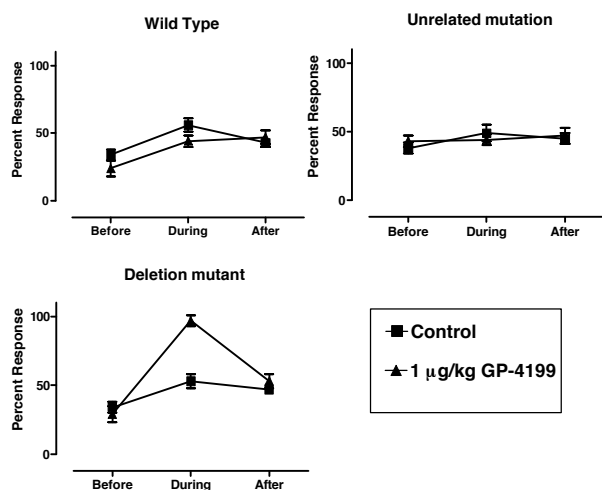 Wild Type
Percent Response
100
50
0
Before During After
Unrelated mutation
Percent Response
100
50
0
Before During After
Deletion mutant
Percent Response
100
50
0
Before During After
Control
1 µg/kg GP-4199